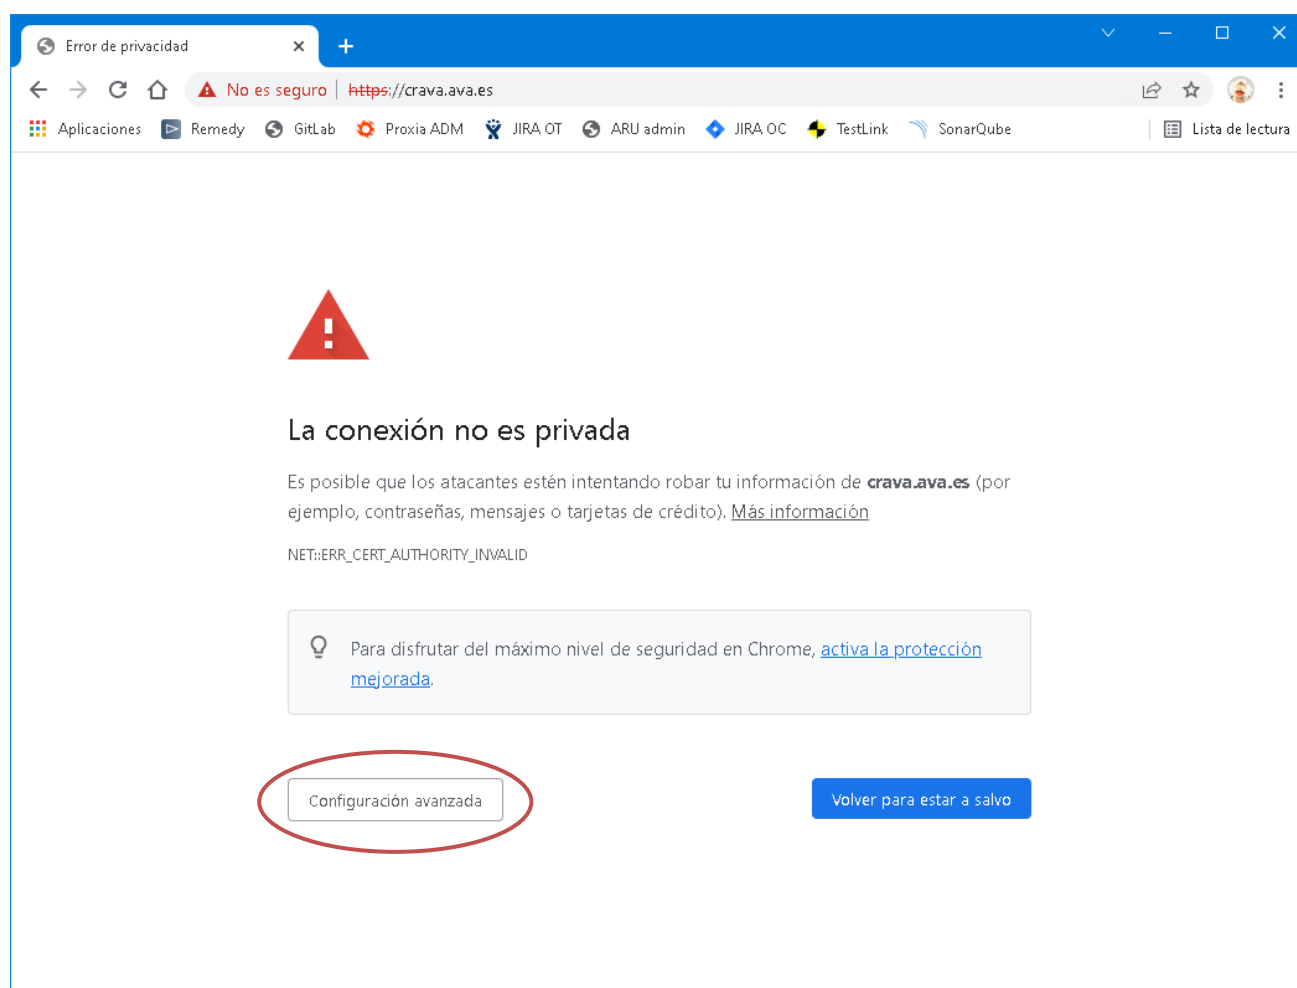 Error de privacidad
No es seguro | https://crava.ava.es
Aplicaciones Remedy GitLab Proxia ADM JIRA OT ARU admin JIRA OC TestLink SonarQube Lista de lectura
La conexión no es privada
Es posible que los atacantes estén intentando robar tu información de crava.ava.es (por
ejemplo, contraseñas, mensajes o tarjetas de crédito). Más información
NET::ERR_CERT_AUTHORITY_INVALID
Para disfrutar del máximo nivel de seguridad en Chrome, activa la protección
mejorada.
Configuración avanzada Volver para estar a salvo